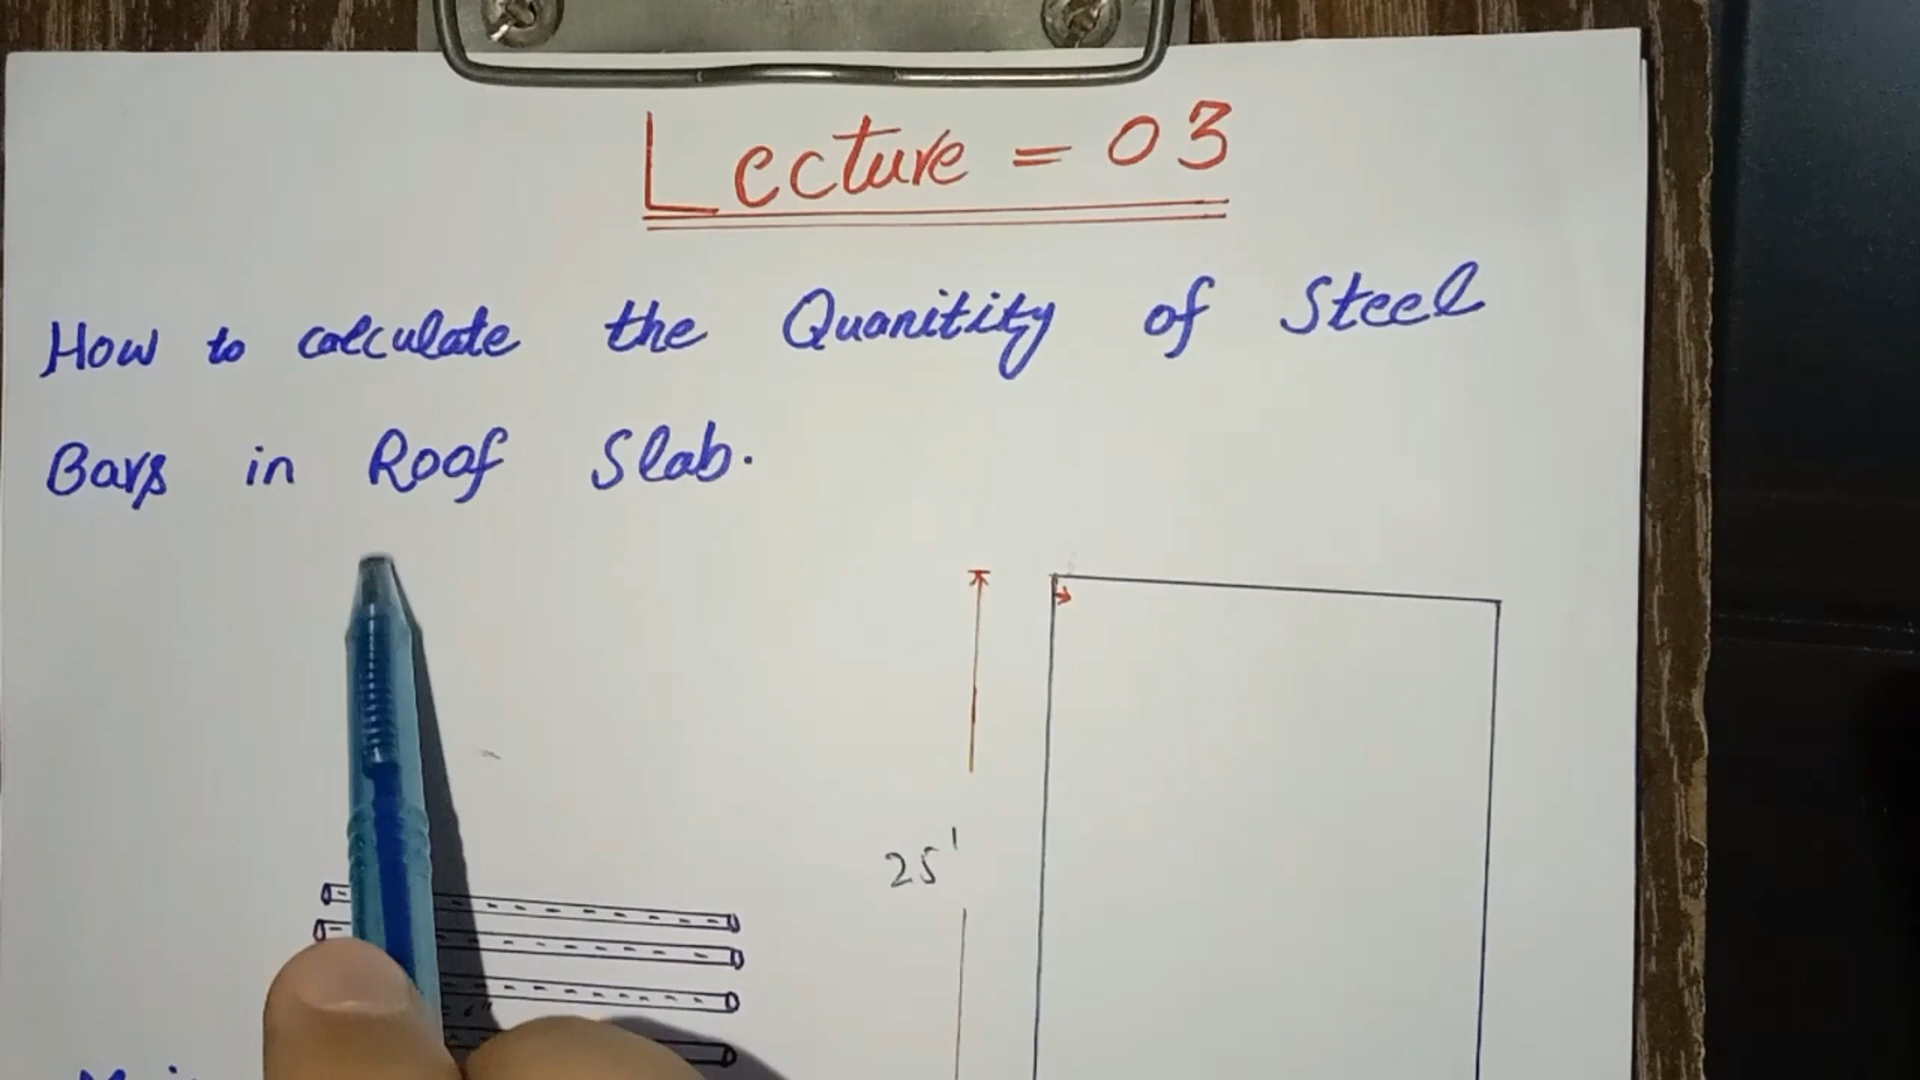 Lecture = 03
How to calculate the Quanitity of Steel
Bars in Roof Slab.
25'